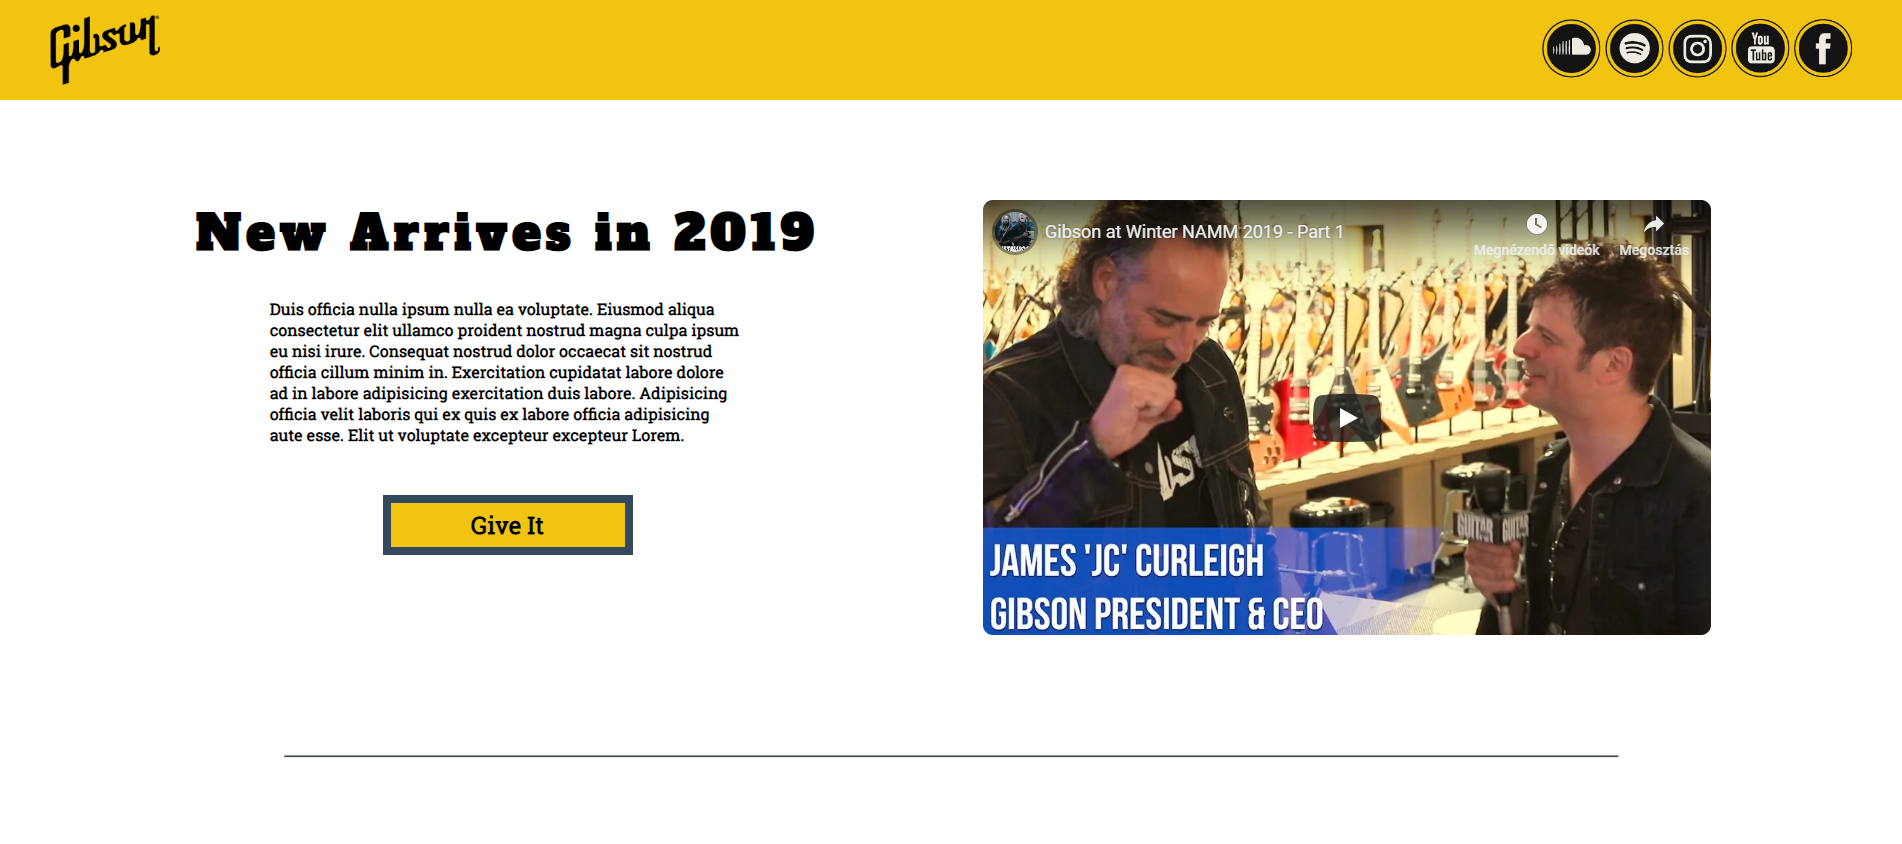 Gibson
You
Tube
New Arrives in 2019
Duis officia nulla ipsum nulla ea voluptate. Eiusmod aliqua
consectetur elit ullamco proident nostrud magna culpa ipsum
eu nisi irure. Consequat nostrud dolor occaecat sit nostrud
officia cillum minim in. Exercitation cupidatat labore dolore
ad in labore adipisicing exercitation duis labore. Adipisicing
officia velit laboris qui ex quis ex labore officia adipisicing
aute esse. Elit ut voluptate excepteur excepteur Lorem.
Give It
Gibson at Winter NAMM 2019 - Part 1
Megnézendő videók
Megosztás
GUITAR
GUITAR
JAMES 'JC' CURLEIGH
GIBSON PRESIDENT & CEO